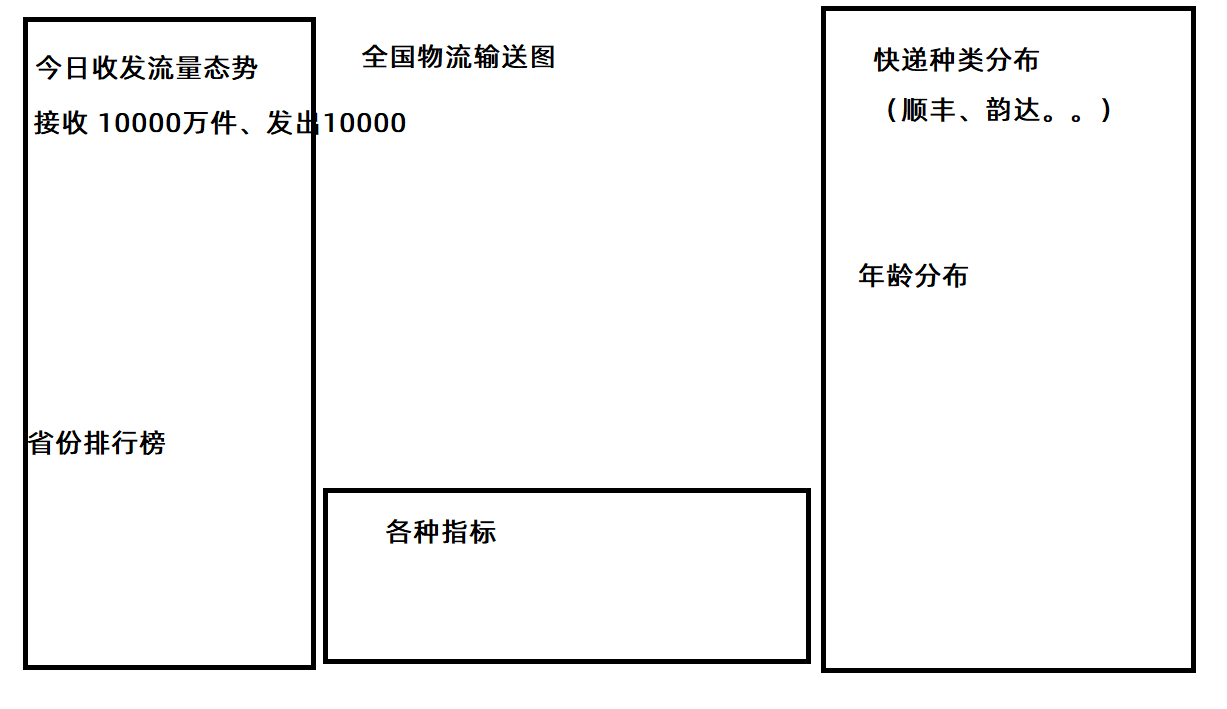 今日收发流量态势
接收 10000万件、发出10000
省份排行榜
全国物流输送图
各种指标
快递种类分布
（顺丰、韵达。。）
年龄分布